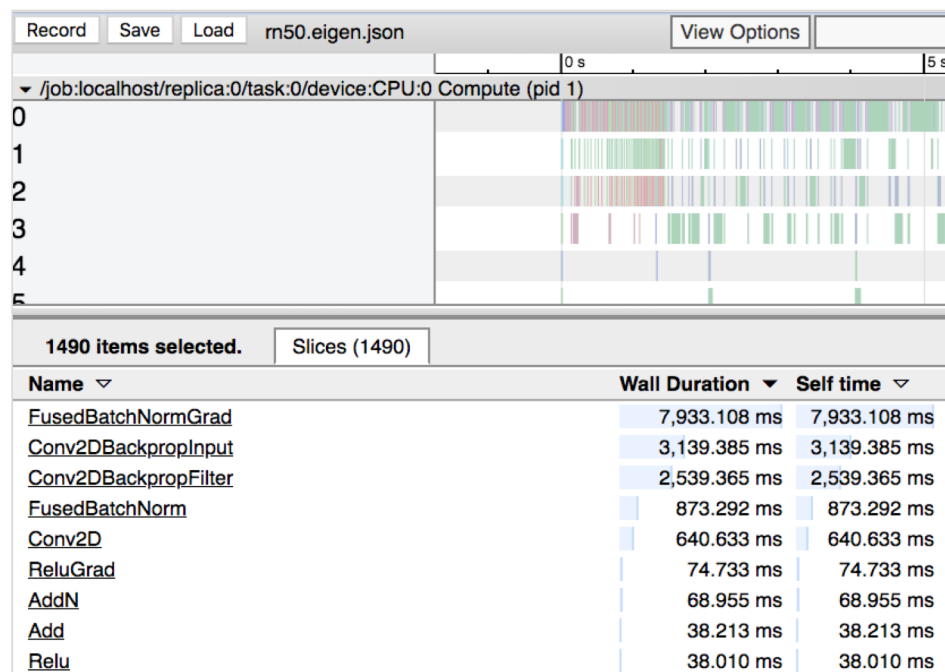 Record Save Load rn50.eigen.json View Options
0 s 5 s
/job:localhost/replica:0/task:0/device:CPU:0 Compute (pid 1)
0
1
2
3
4
5
1490 items selected. Slices (1490)
Name Wall Duration Self time
FusedBatchNormGrad 7,933.108 ms 7,933.108 ms
Conv2DBackpropInput 3,139.385 ms 3,139.385 ms
Conv2DBackpropFilter 2,539.365 ms 2,539.365 ms
FusedBatchNorm 873.292 ms 873.292 ms
Conv2D 640.633 ms 640.633 ms
ReluGrad 74.733 ms 74.733 ms
AddN 68.955 ms 68.955 ms
Add 38.213 ms 38.213 ms
Relu 38.010 ms 38.010 ms